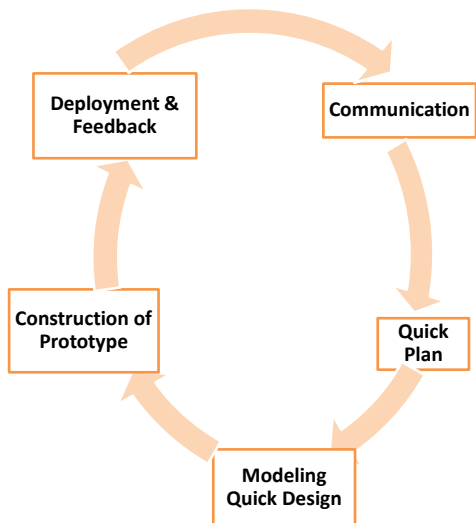 Deployment &
Feedback
Communication
Quick
Plan
Modeling
Quick Design
Construction of
Prototype